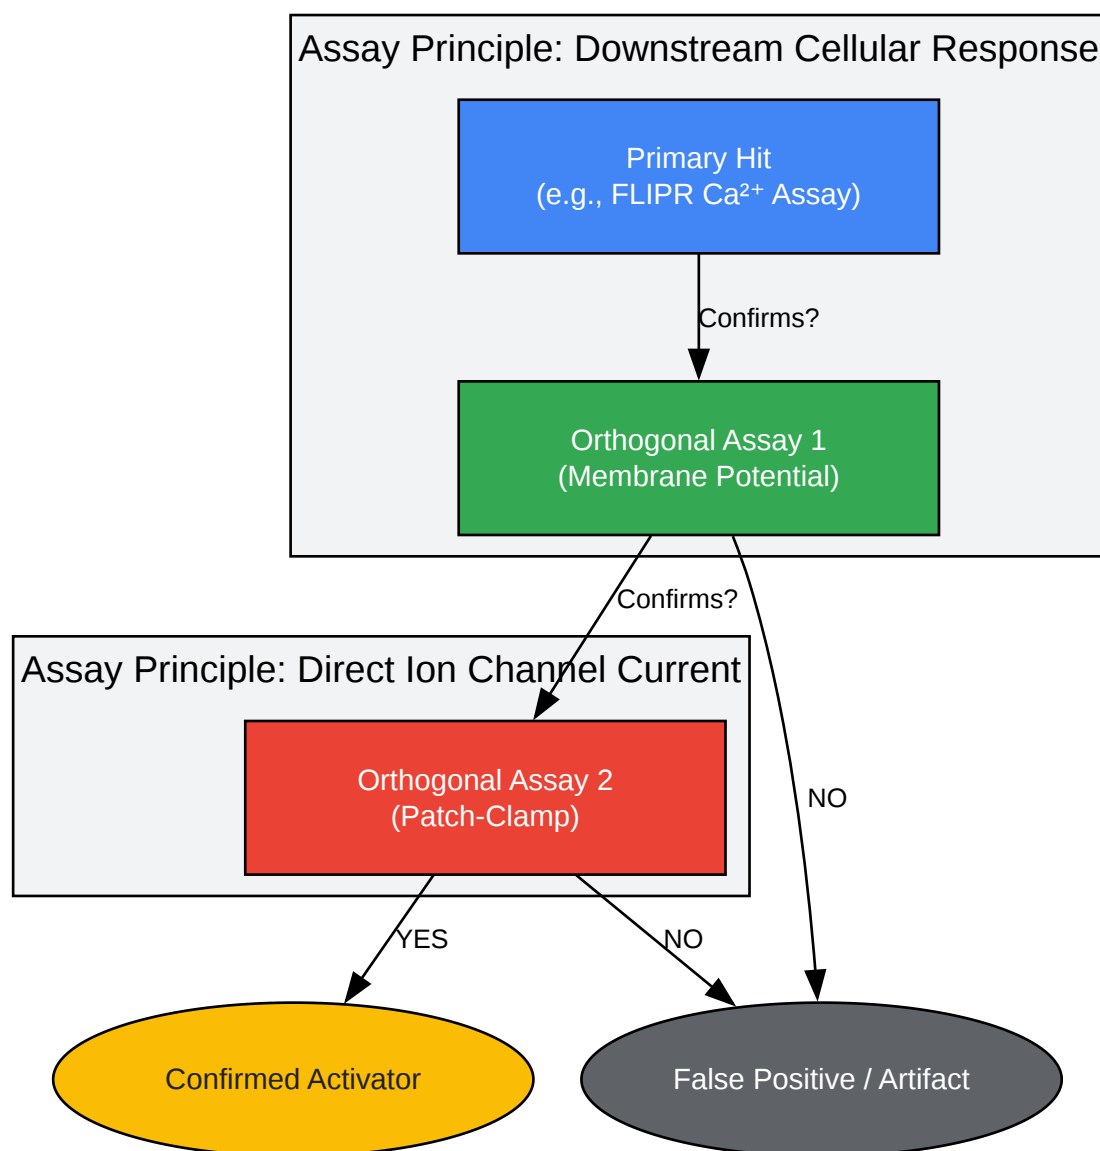 Assay Principle: Downstream Cellular Response
Primary Hit
(e.g., FLIPR Ca²⁺ Assay)
Confirms?
Orthogonal Assay 1
(Membrane Potential)
Confirms?
Assay Principle: Direct Ion Channel Current
Orthogonal Assay 2
(Patch-Clamp)
NO
YES
NO
Confirmed Activator
False Positive / Artifact